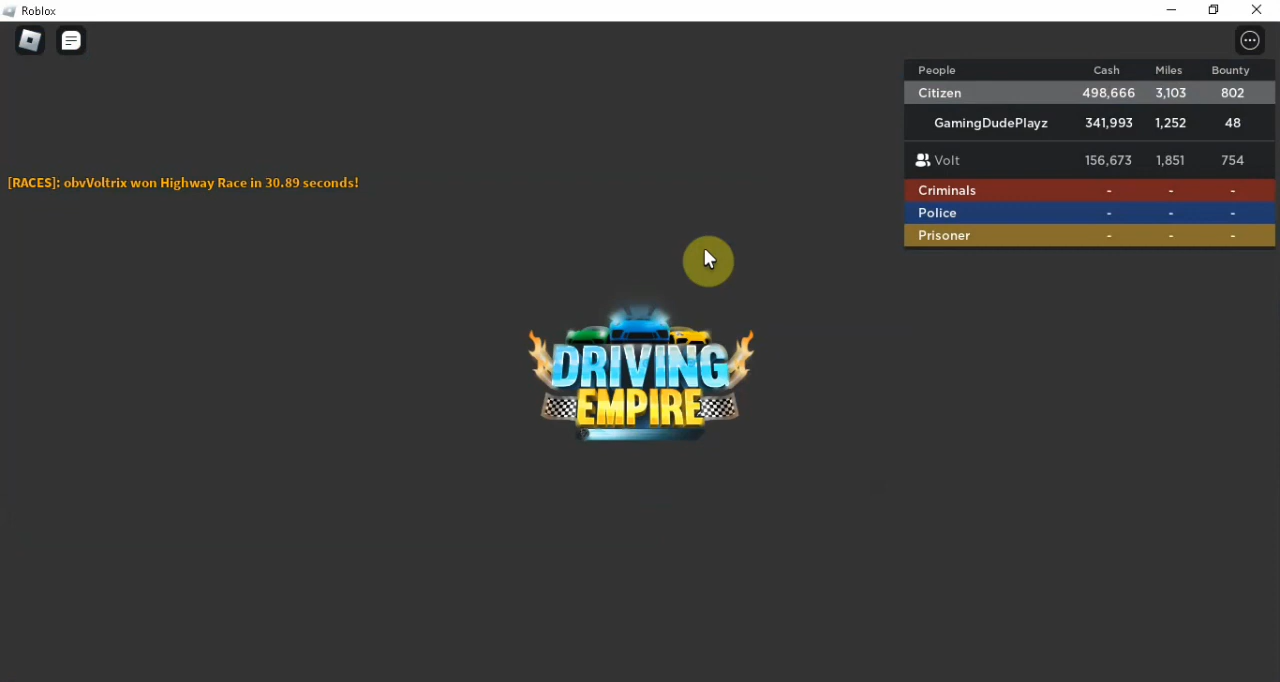 Roblox
People Cash Miles Bounty
Citizen 498,666 3,103 802
GamingDudePlayz 341,993 1,252 48
Volt 156,673 1,851 754
[RACES]: obvVoltrix won Highway Race in 30.89 seconds!
Criminals - - -
Police - - -
Prisoner - - -
DRIVING
EMPIRE